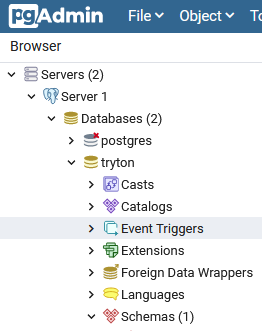 pgAdmin File Object To
Browser
Servers (2)
Server 1
Databases (2)
postgres
tryton
Casts
Catalogs
Event Triggers
Extensions
Foreign Data Wrappers
Languages
Schemas (1)